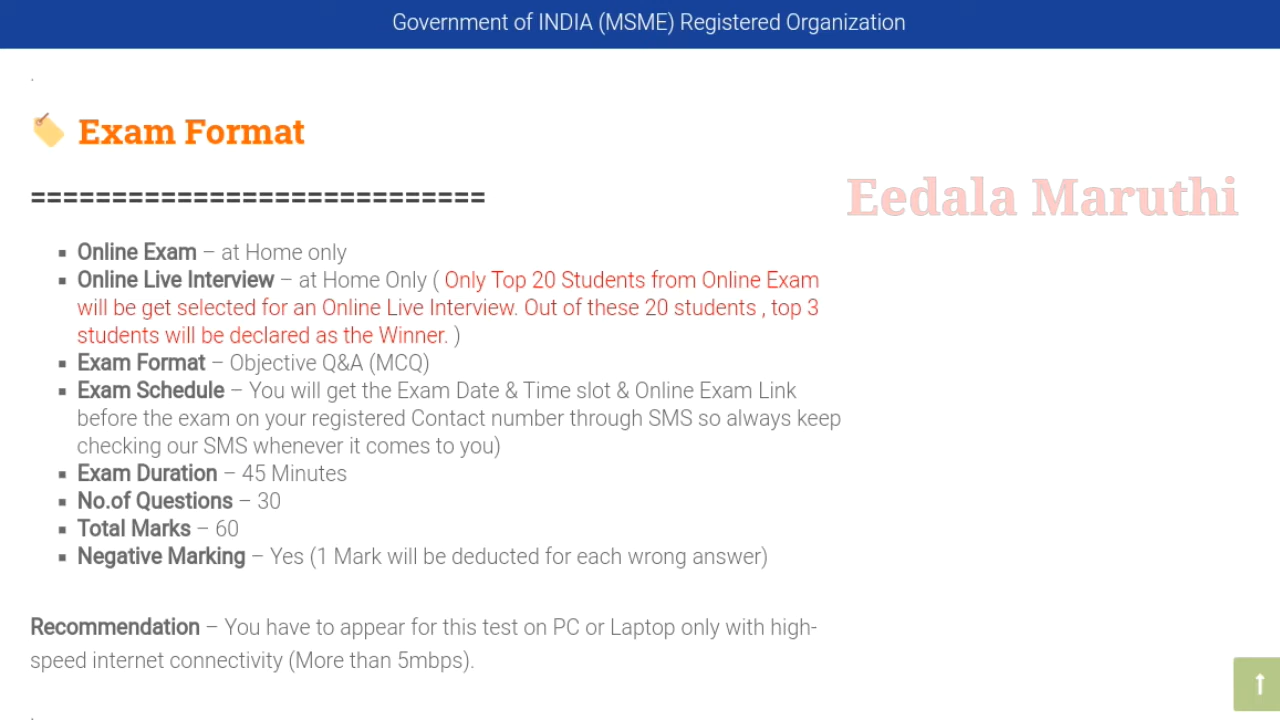 Government of INDIA (MSME) Registered Organization
.
Exam Format
============================
Eedala Maruthi
▪ Online Exam – at Home only
▪ Online Live Interview – at Home Only ( Only Top 20 Students from Online Exam
will be get selected for an Online Live Interview. Out of these 20 students , top 3
students will be declared as the Winner. )
▪ Exam Format – Objective Q&A (MCQ)
▪ Exam Schedule – You will get the Exam Date & Time slot & Online Exam Link
before the exam on your registered Contact number through SMS so always keep
checking our SMS whenever it comes to you)
▪ Exam Duration – 45 Minutes
▪ No.of Questions – 30
▪ Total Marks – 60
▪ Negative Marking – Yes (1 Mark will be deducted for each wrong answer)
Recommendation – You have to appear for this test on PC or Laptop only with high-
speed internet connectivity (More than 5mbps).
.